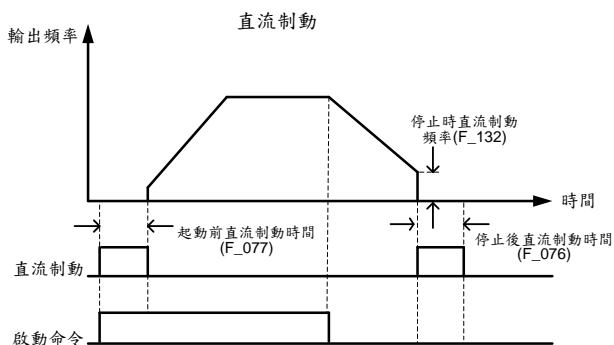 直流制動
輸出頻率
停止時直流制動
頻率(F_132)
時間
起動前直流制動時間
(F_077)
停止後直流制動時間
(F_076)
直流制動
啟動命令